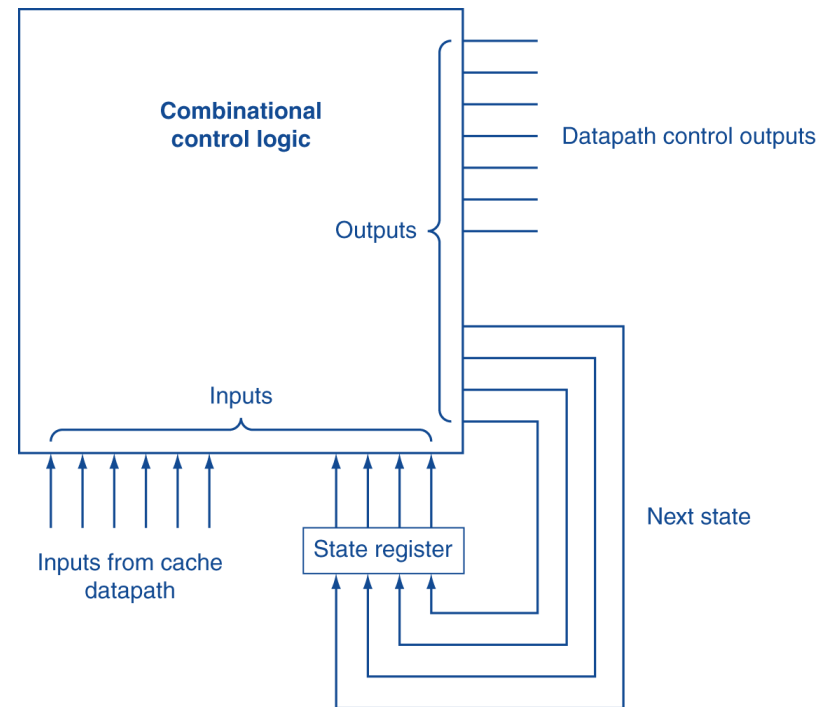 Combinational
control logic
Datapath control outputs
Outputs
Inputs
Next state
State register
Inputs from cache
datapath